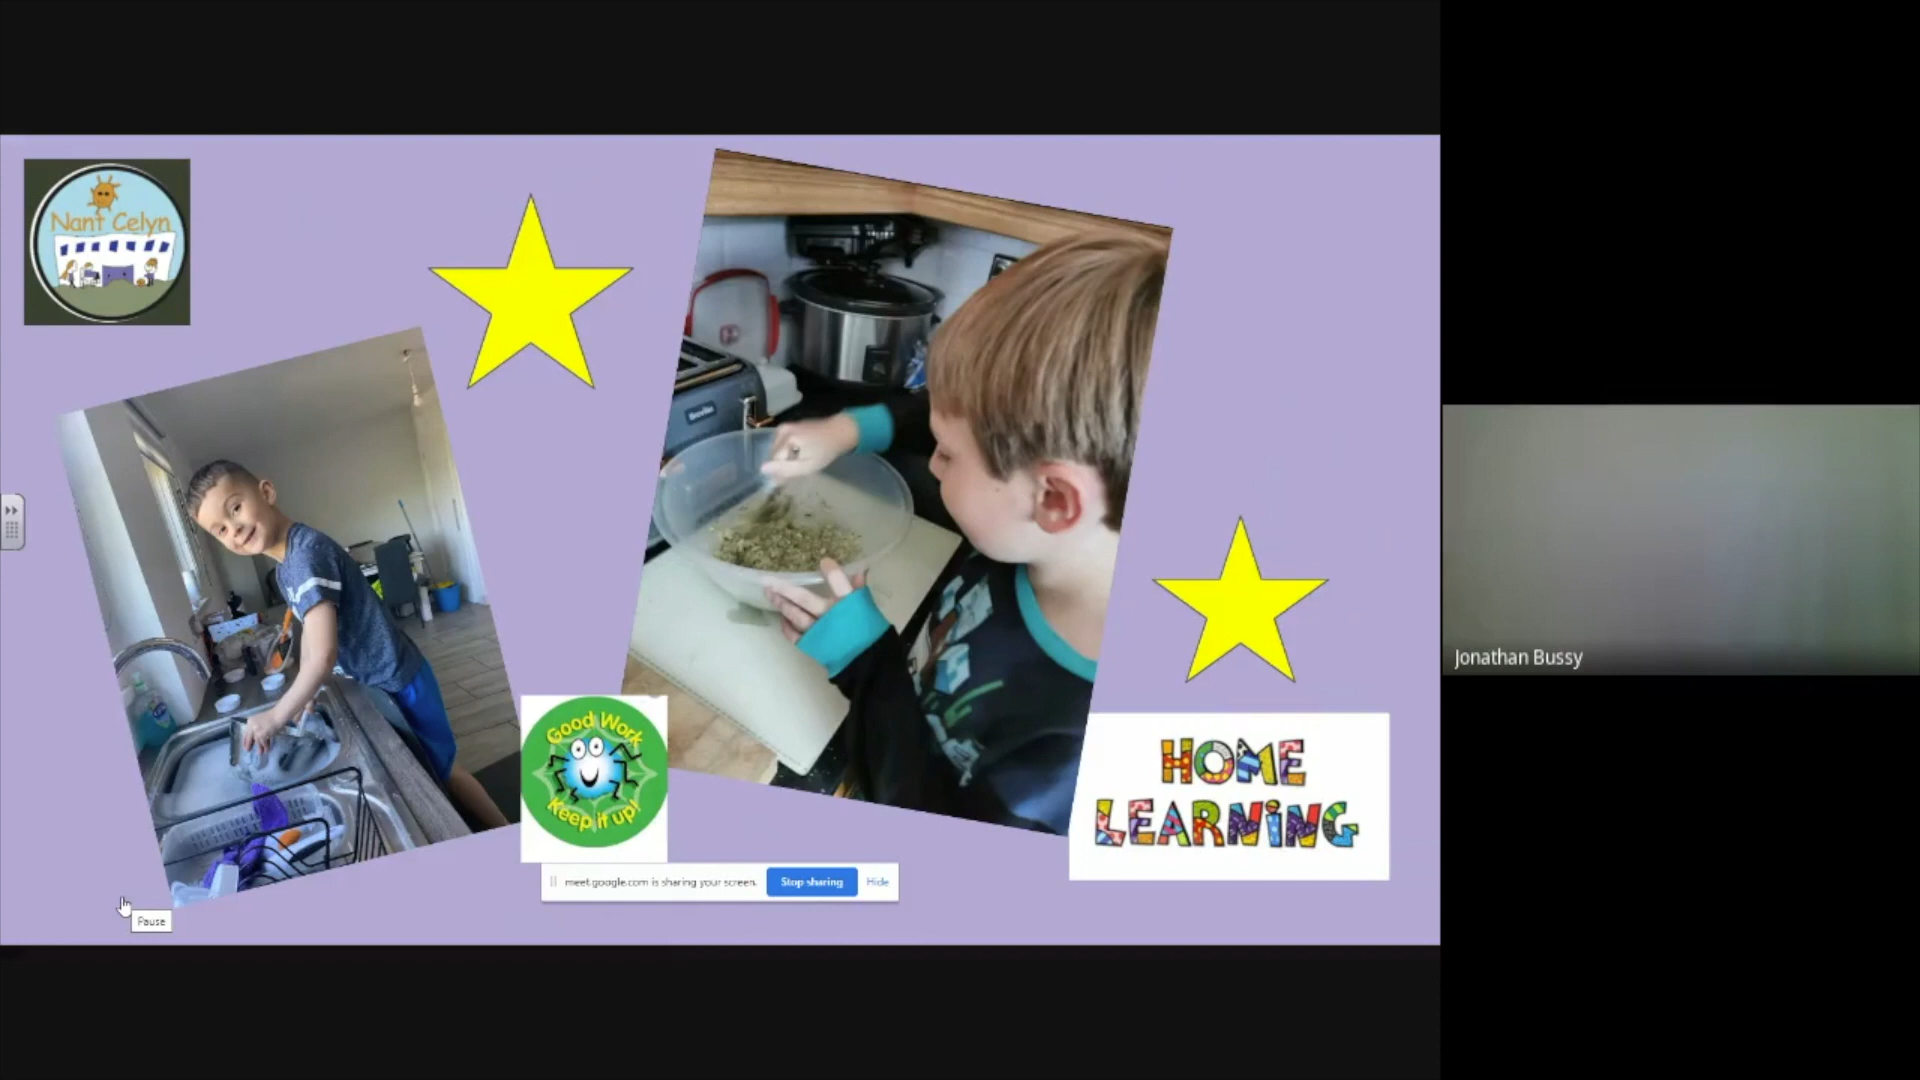 Nant Celyn
Good Work
Keep it up!
HOME
LEARNING
meet.google.com is sharing your screen.
Stop sharing
Hide
Pause
Jonathan Bussy